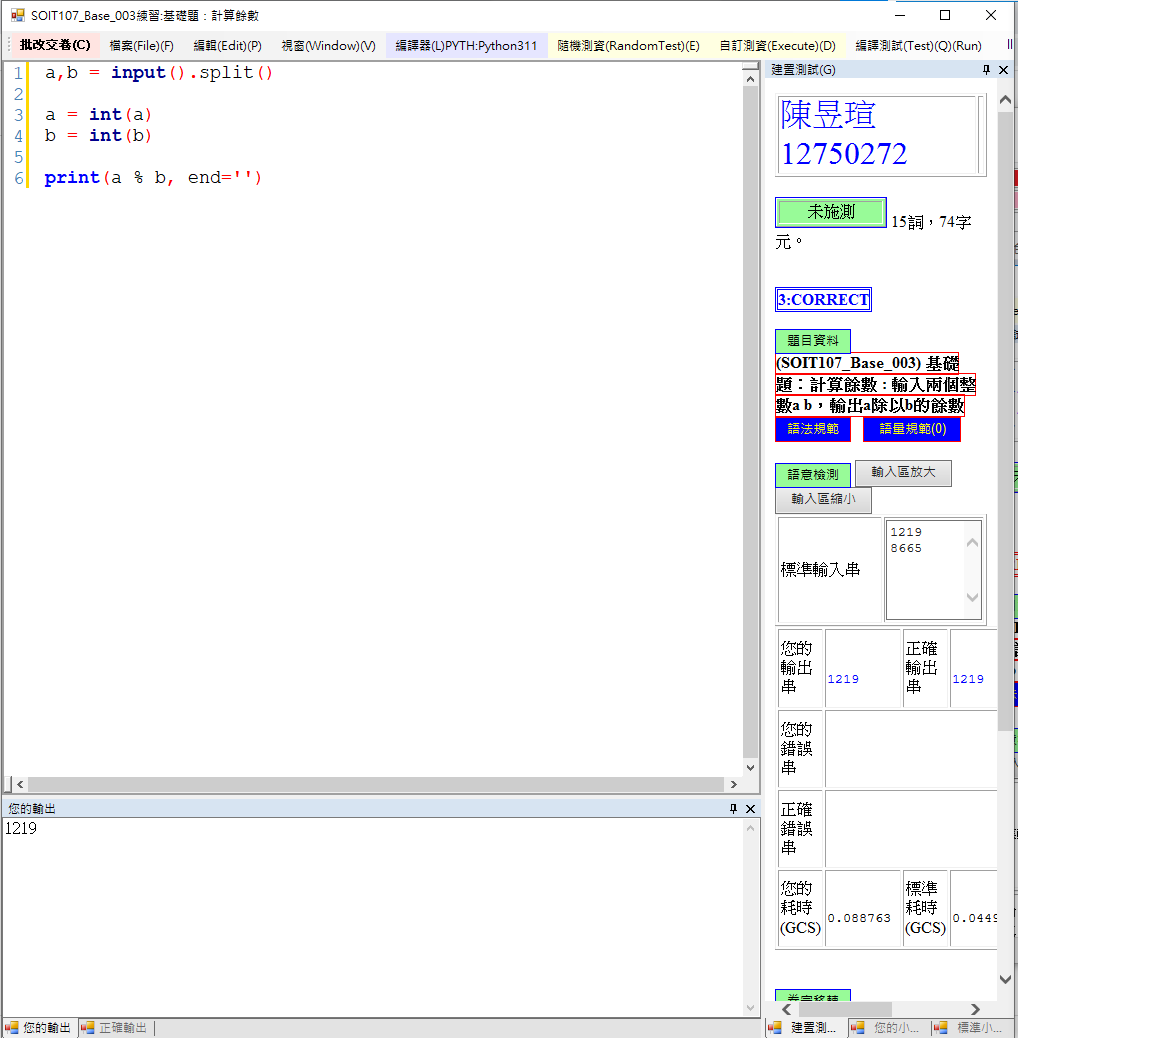 SOIT107_Base_003練習:基礎題：計算餘數
批改交卷(C) 檔案(File)(F) 編輯(Edit)(P) 視窗(Window)(V) 編譯器(L)PYTH:Python311 隨機測資(RandomTest)(E) 自訂測資(Execute)(D) 編譯測試(Test)(Q)(Run)
1 a,b = input().split()
2
3 a = int(a)
4 b = int(b)
5
6 print(a % b, end='')
您的輸出
1219
您的輸出 正確輸出
建置測試(G)
陳昱瑄
12750272
未施測 15詞，74字
元。
3:CORRECT
題目資料
(SOIT107_Base_003) 基礎
題：計算餘數 : 輸入兩個整
數a b，輸出a除以b的餘數
語法規範 語量規範(0)
語意檢測 輸入區放大
輸入區縮小
標準輸入串
1219
8665
您的
輸出
串
1219
正確
輸出
串
1219
您的
錯誤
串
正確
錯誤
串
您的
耗時
(GCS)
0.088763
標準
耗時
(GCS)
0.0449
建置測... 您的小... 標準小...